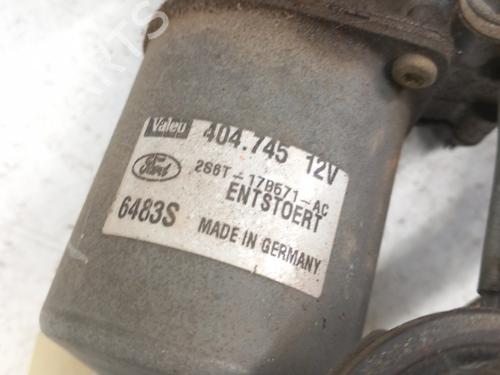 Valeo 404.745 12V
Ford 2S6T-17B571-AC
ENTSTOERT
6483S MADE IN GERMANY